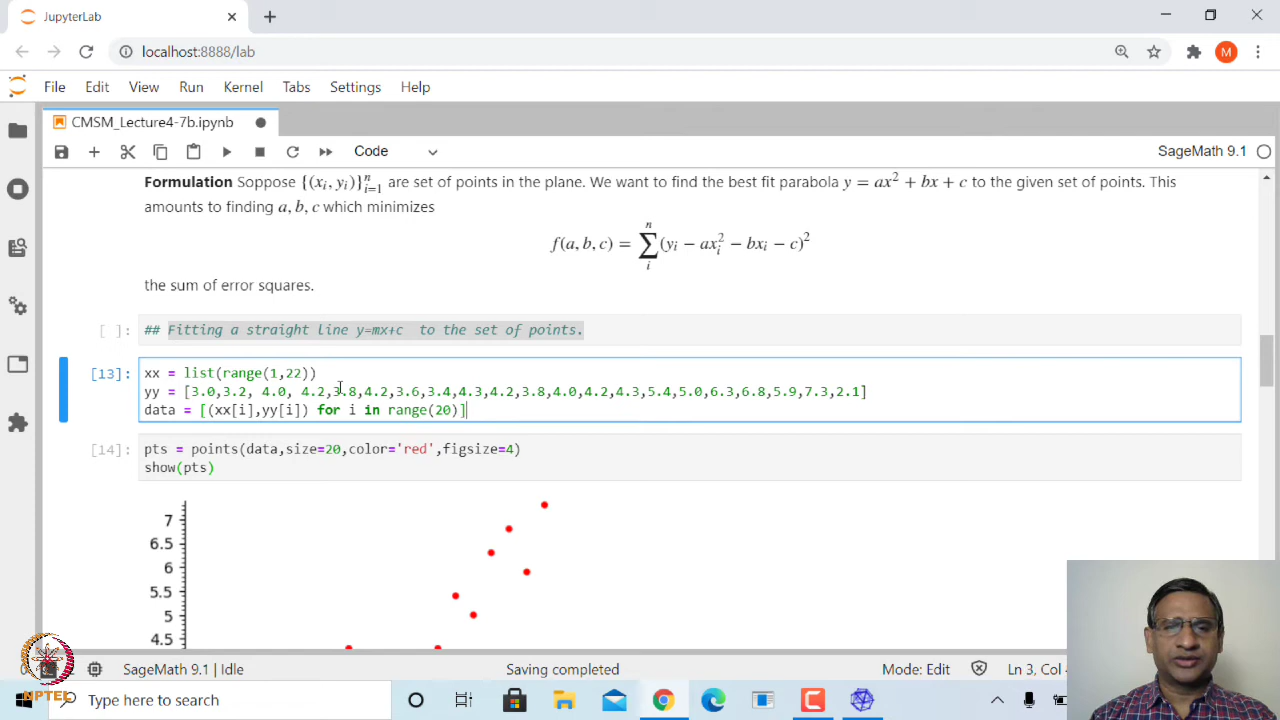 JupyterLab
localhost:8888/lab
M
File Edit View Run Kernel Tabs Settings Help
CMSM_Lecture4-7b.ipynb
Code
SageMath 9.1
Formulation Suppose {(xᵢ, yᵢ)}ⁿᵢ₌₁ are set of points in the plane. We want to find the best fit parabola y = ax² + bx + c to the given set of points. This
amounts to finding a, b, c which minimizes
f(a, b, c) = ∑ⁿᵢ (yᵢ − axᵢ² − bxᵢ − c)²
the sum of error squares.
[ ]: ## Fitting a straight line y=mx+c to the set of points.
[13]: xx = list(range(1,22))
yy = [3.0,3.2, 4.0, 4.2,3.8,4.2,3.6,3.4,4.3,4.2,3.8,4.0,4.2,4.3,5.4,5.0,6.3,6.8,5.9,7.3,2.1]
data = [(xx[i],yy[i]) for i in range(20)]
[14]: pts = points(data,size=20,color='red',figsize=4)
show(pts)
7
6.5
6
5.5
5
4.5
SageMath 9.1 | Idle
Saving completed
Mode: Edit
Ln 3, Col
NPTEL
Type here to search